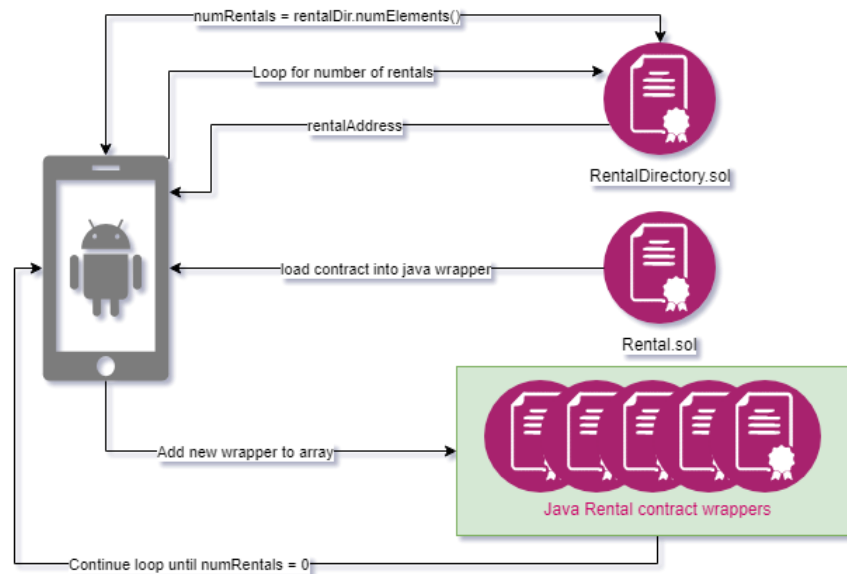 numRentals = rentalDir.numElements()
Loop for number of rentals
rentalAddress
RentalDirectory.sol
load contract into java wrapper
Rental.sol
Add new wrapper to array
Java Rental contract wrappers
Continue loop until numRentals = 0